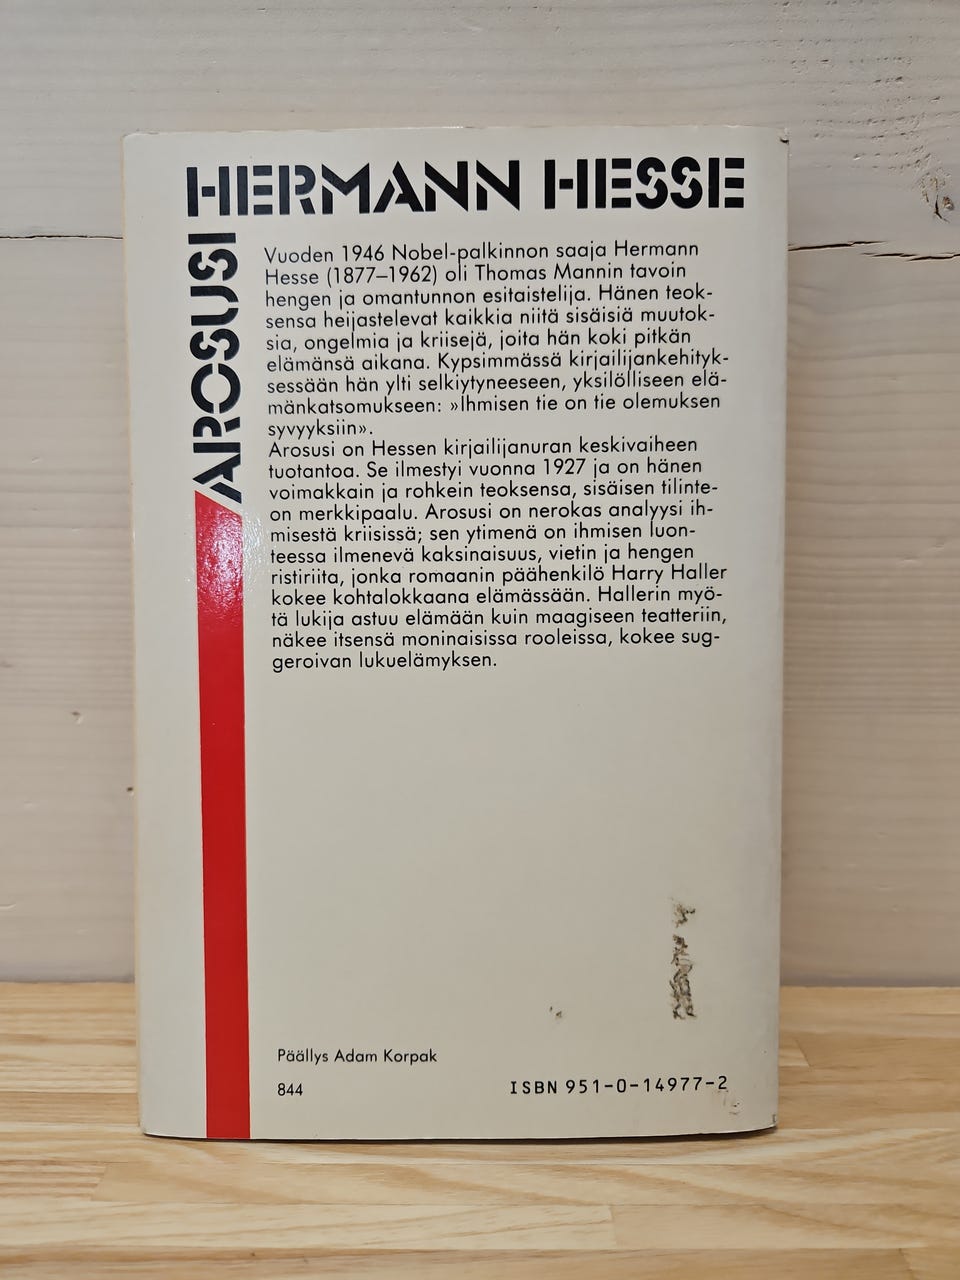 HERMANN HESSE
AROSUSI
Vuoden 1946 Nobel-palkinnon saaja Hermann
Hesse (1877–1962) oli Thomas Mannin tavoin
hengen ja omantunnon esitaistelija. Hänen teok-
sensa heijastelevat kaikkia niitä sisäisiä muutok-
sia, ongelmia ja kriisejä, joita hän koki pitkän
elämänsä aikana. Kypsimmässä kirjailijankehityk-
sessään hän ylti selkiytyneeseen, yksilölliseen elä-
mänkatsomukseen: »Ihmisen tie on tie olemuksen
syvyyksiin».
Arosusi on Hessen kirjailijanuran keskivaiheen
tuotantoa. Se ilmestyi vuonna 1927 ja on hänen
voimakkain ja rohkein teoksensa, sisäisen tilinte-
on merkkipaalu. Arosusi on nerokas analyysi ih-
misestä kriisissä; sen ytimenä on ihmisen luon-
teessa ilmenevä kaksinaisuus, vietin ja hengen
ristiriita, jonka romaanin päähenkilö Harry Haller
kokee kohtalokkaana elämässään. Hallerin myö-
tä lukija astuu elämään kuin maagiseen teatteriin,
näkee itsensä moninaisissa rooleissa, kokee sug-
geroivan lukuelämyksen.
Päällys Adam Korpak
844
ISBN 951-0-14977-2